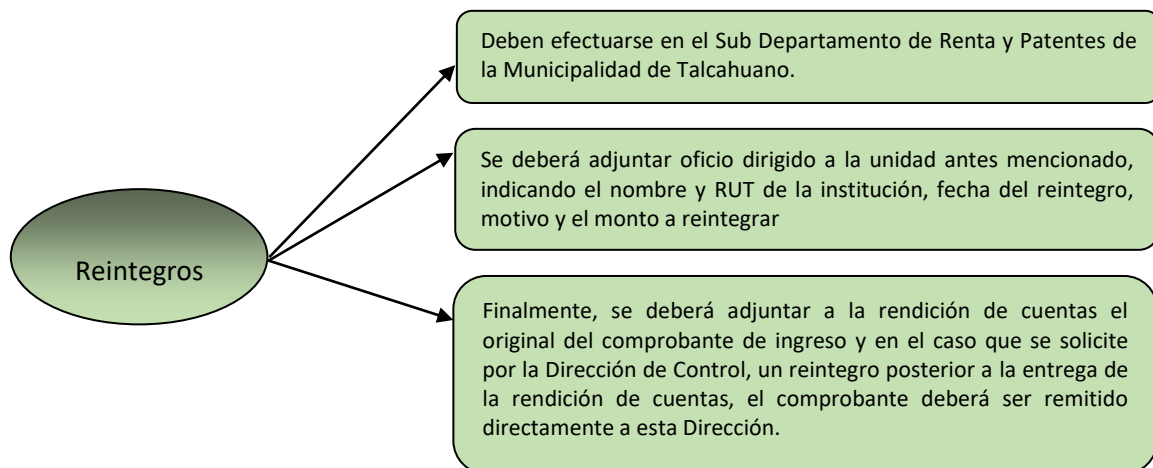 Deben efectuarse en el Sub Departamento de Renta y Patentes de
la Municipalidad de Talcahuano.
Se deberá adjuntar oficio dirigido a la unidad antes mencionado,
indicando el nombre y RUT de la institución, fecha del reintegro,
motivo y el monto a reintegrar
Reintegros
Finalmente, se deberá adjuntar a la rendición de cuentas el
original del comprobante de ingreso y en el caso que se solicite
por la Dirección de Control, un reintegro posterior a la entrega de
la rendición de cuentas, el comprobante deberá ser remitido
directamente a esta Dirección.